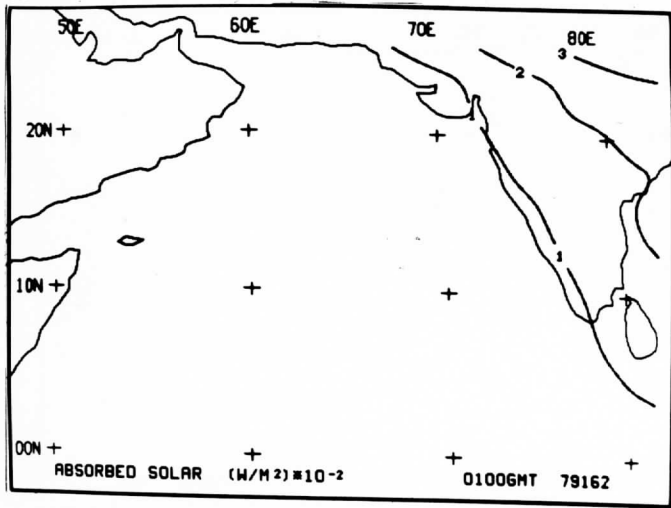 50E 60E 70E 80E
3
2
20N
1
1
10N
00N
ABSORBED SOLAR (W/M²)*10⁻² 0100GMT 79162